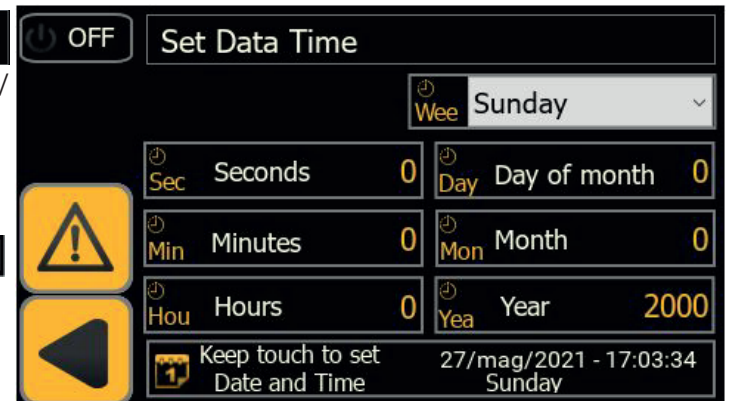 OFF Set Data Time
Wee Sunday
Sec Seconds 0 Day Day of month 0
Min Minutes 0 Mon Month 0
Hou Hours 0 Yea Year 2000
1 Keep touch to set 27/mag/2021 - 17:03:34
Date and Time Sunday
/